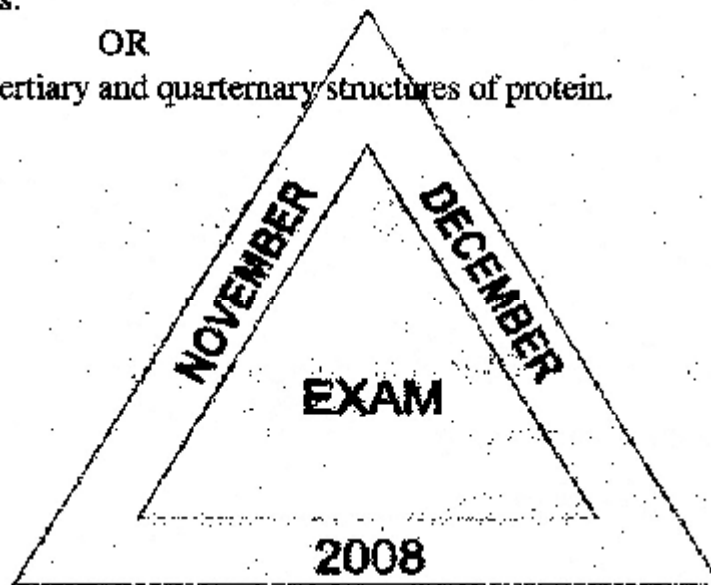 s.
OR
ertiary and quarternary structures of protein.
NOVEMBER
DECEMBER
EXAM
2008